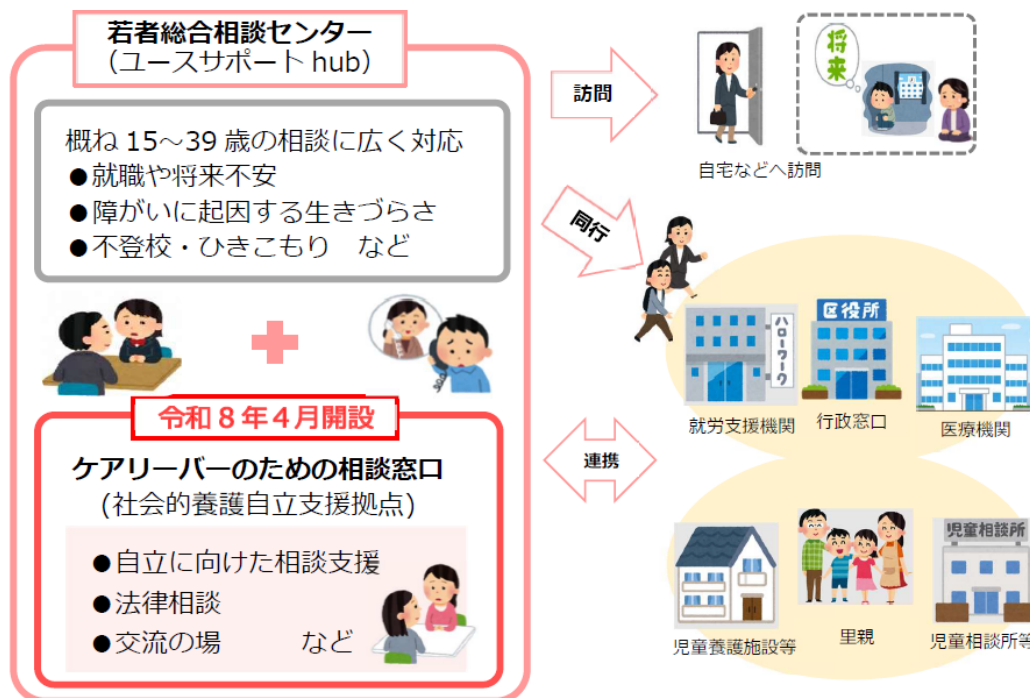 若者総合相談センター
（ユースサポート hub）
概ね 15～39 歳の相談に広く対応
●就職や将来不安
●障がいに起因する生きづらさ
●不登校・ひきこもり　など
令和８年４月開設
ケアリーバーのための相談窓口
(社会的養護自立支援拠点)
●自立に向けた相談支援
●法律相談
●交流の場　　　など
訪問
将来
自宅などへ訪問
同行
ハローワーク
区役所
就労支援機関
行政窓口
医療機関
連携
児童相談所
児童養護施設等
里親
児童相談所等